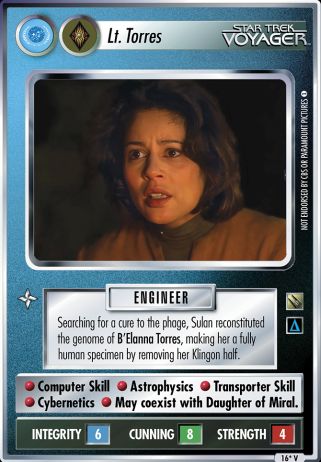 Lt. Torres
STAR TREK
VOYAGER™
NOT ENDORSED BY CBS OR PARAMOUNT PICTURES
ENGINEER
Searching for a cure to the phage, Sulan reconstituted
the genome of B'Elanna Torres, making her a fully
human specimen by removing her Klingon half.
Computer Skill • Astrophysics • Transporter Skill
• Cybernetics • May coexist with Daughter of Miral.
INTEGRITY 6 CUNNING 8 STRENGTH 4
16* V